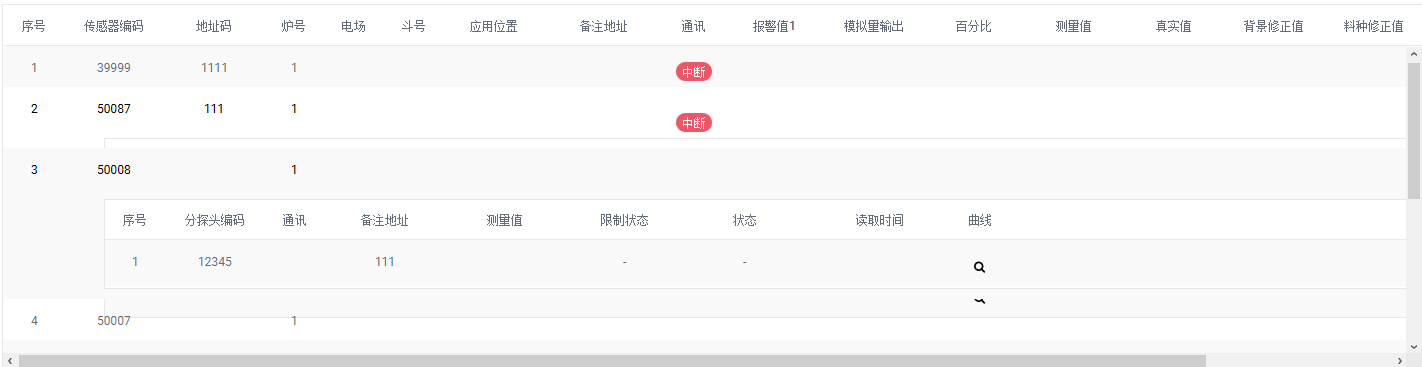 序号 传感器编码 地址码 炉号 电场 斗号 应用位置 备注地址 通讯 报警值1 模拟量输出 百分比 测量值 真实值 背景修正值 料种修正值
1 39999 1111 1 中断
2 50087 111 1 中断
3 50008 1
序号 分探头编码 通讯 备注地址 测量值 限制状态 状态 读取时间 曲线
1 12345 111 - -
4 50007 1